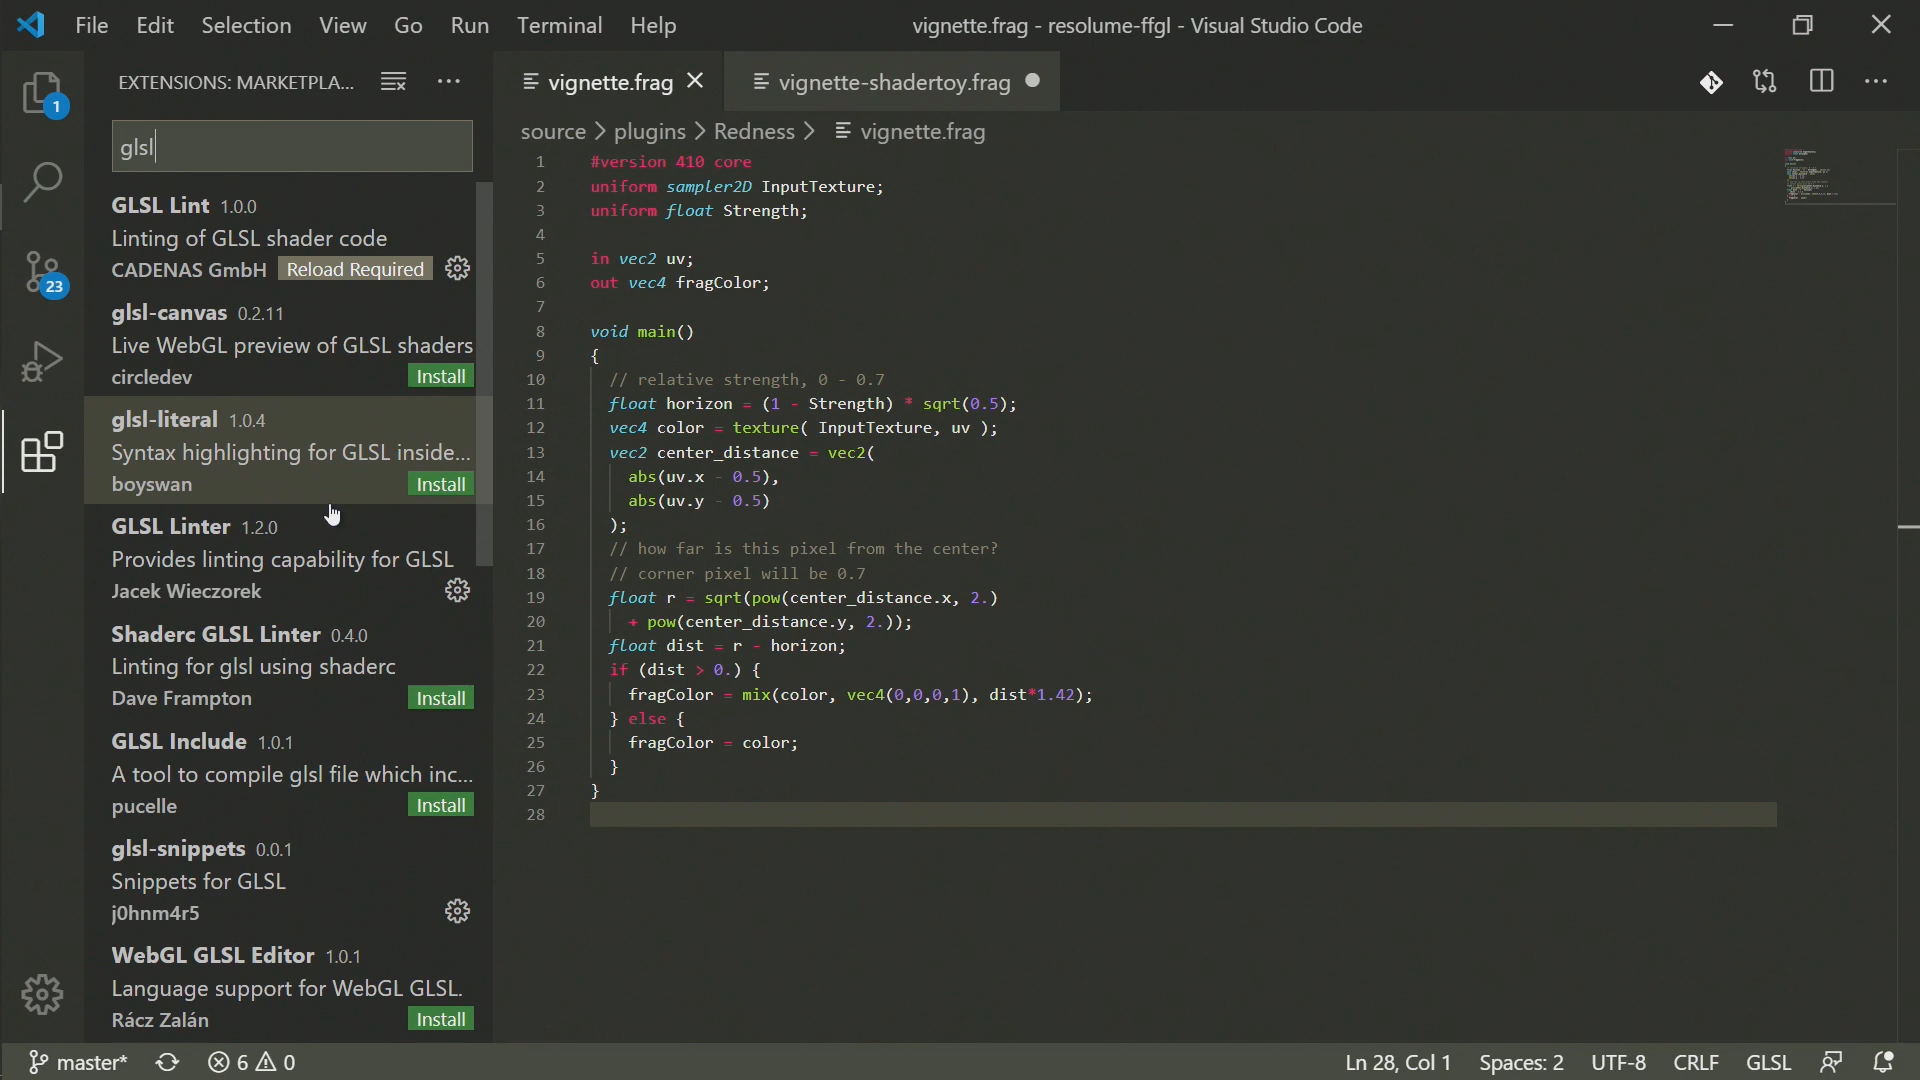 File Edit Selection View Go Run Terminal Help vignette.frag - resolume-ffgl - Visual Studio Code
EXTENSIONS: MARKETPLA...
vignette.frag
vignette-shadertoy.frag
1
glsl
23
GLSL Lint 1.0.0
Linting of GLSL shader code
CADENAS GmbH Reload Required
glsl-canvas 0.2.11
Live WebGL preview of GLSL shaders
circledev Install
glsl-literal 1.0.4
Syntax highlighting for GLSL inside...
boyswan Install
GLSL Linter 1.2.0
Provides linting capability for GLSL
Jacek Wieczorek
Shaderc GLSL Linter 0.4.0
Linting for glsl using shaderc
Dave Frampton Install
GLSL Include 1.0.1
A tool to compile glsl file which inc...
pucelle Install
glsl-snippets 0.0.1
Snippets for GLSL
j0hnm4r5
WebGL GLSL Editor 1.0.1
Language support for WebGL GLSL.
Rácz Zalán Install
source > plugins > Redness > vignette.frag
1 #version 410 core
2 uniform sampler2D InputTexture;
3 uniform float Strength;
4
5 in vec2 uv;
6 out vec4 fragColor;
7
8 void main()
9 {
10 // relative strength, 0 - 0.7
11 float horizon = (1 - Strength) * sqrt(0.5);
12 vec4 color = texture( InputTexture, uv );
13 vec2 center_distance = vec2(
14 abs(uv.x - 0.5),
15 abs(uv.y - 0.5)
16 );
17 // how far is this pixel from the center?
18 // corner pixel will be 0.7
19 float r = sqrt(pow(center_distance.x, 2.)
20 + pow(center_distance.y, 2.));
21 float dist = r - horizon;
22 if (dist > 0.) {
23 fragColor = mix(color, vec4(0,0,0,1), dist*1.42);
24 } else {
25 fragColor = color;
26 }
27 }
28
master* 6 0 Ln 28, Col 1 Spaces: 2 UTF-8 CRLF GLSL